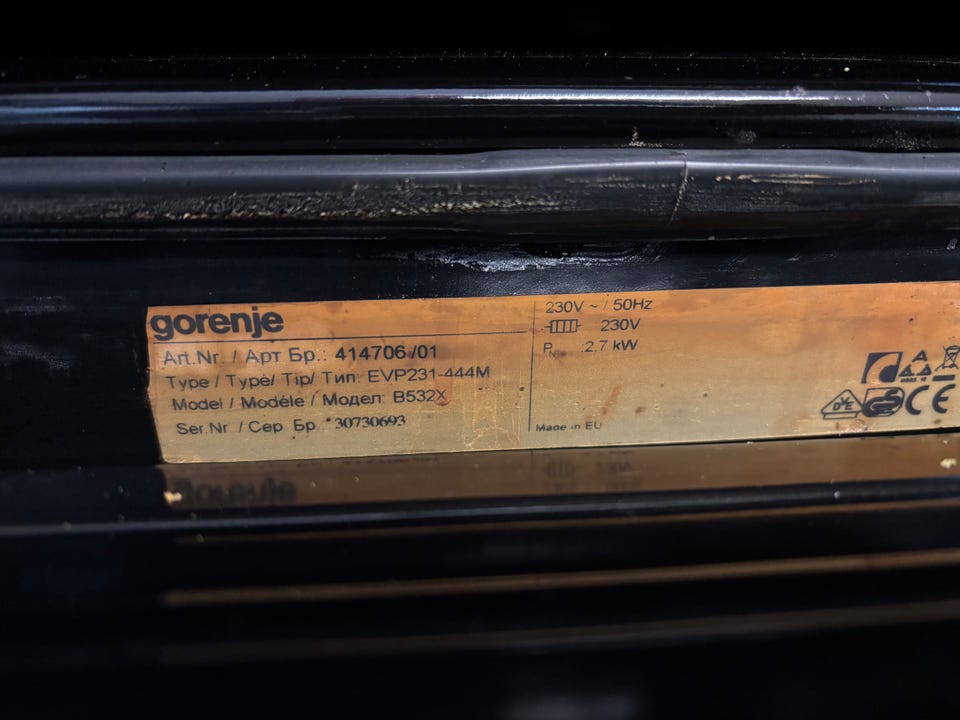 gorenje
Art.Nr. / Арт Бр.: 414706 /01
Type / Type/ Tip/ Тип: EVP231-444M
Model / Modèle / Модел: B532X
Ser.Nr / Сер Бр. 30730693
230V ~ / 50Hz
230V
2,7 kW
Made in EU
DVE
CE